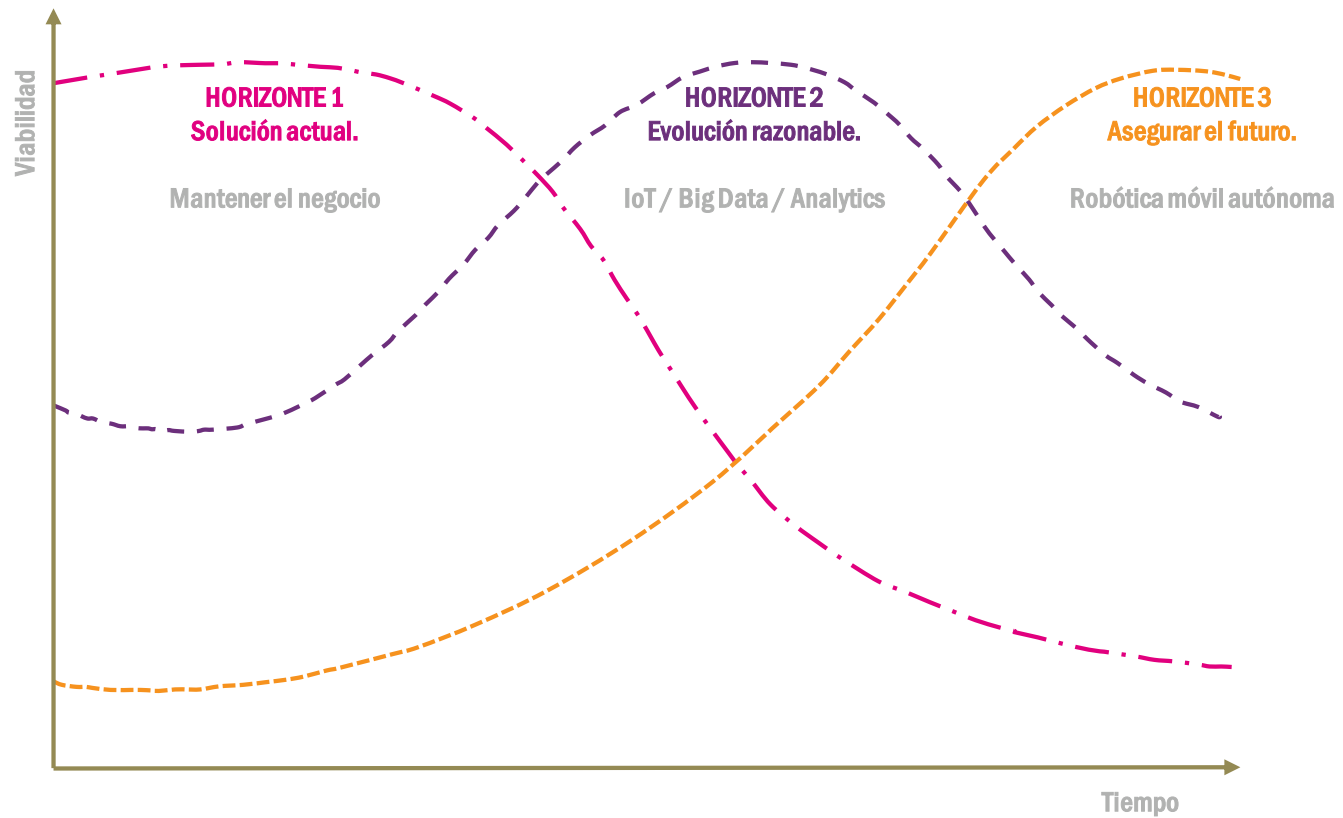 Viabilidad
HORIZONTE 1
Solución actual.
Mantener el negocio
HORIZONTE 2
Evolución razonable.
IoT / Big Data / Analytics
HORIZONTE 3
Asegurar el futuro.
Robótica móvil autónoma
Tiempo